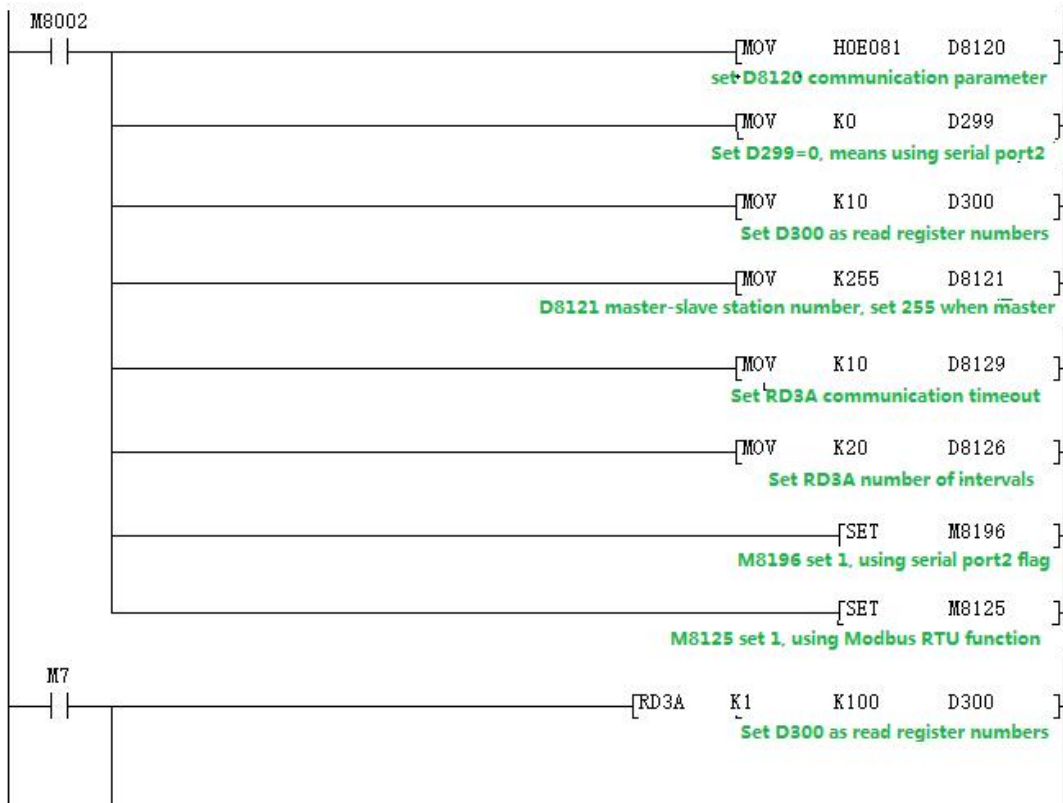 M8002
MOV H0E081 D8120
set D8120 communication parameter
MOV K0 D299
Set D299=0, means using serial port2
MOV K10 D300
Set D300 as read register numbers
MOV K255 D8121
D8121 master-slave station number, set 255 when master
MOV K10 D8129
Set RD3A communication timeout
MOV K20 D8126
Set RD3A number of intervals
SET M8196
M8196 set 1, using serial port2 flag
SET M8125
M8125 set 1, using Modbus RTU function
M7
RD3A K1 K100 D300
Set D300 as read register numbers